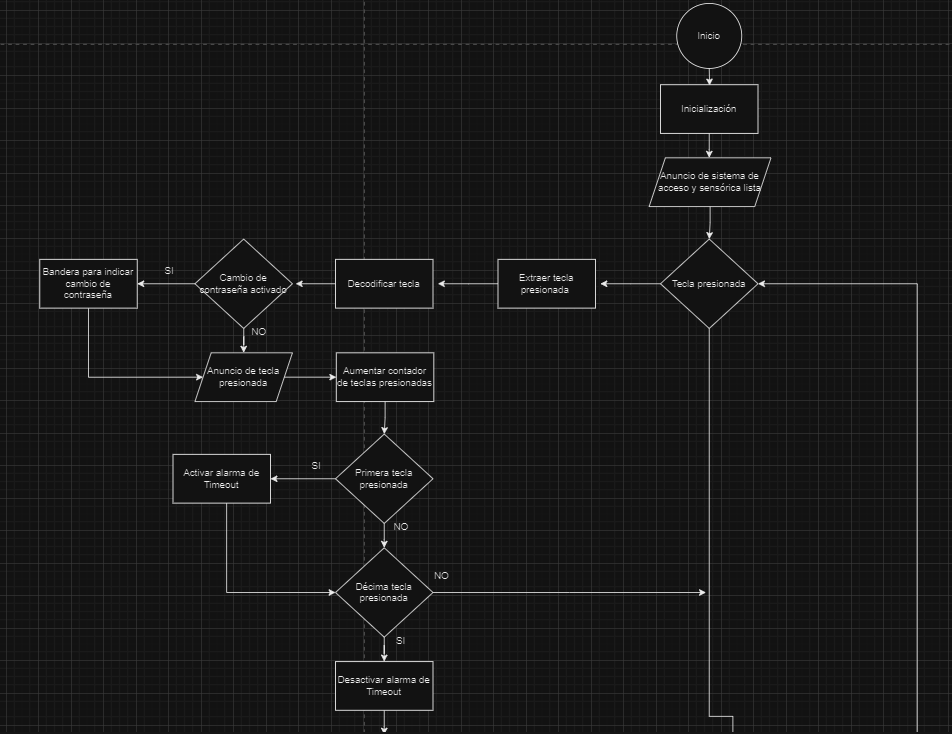 Inicio
Inicialización
Anuncio de sistema de
acceso y sensórica lista
Tecla presionada
Extraer tecla
presionada
Decodificar tecla
Cambio de
contraseña activado
SI
Bandera para indicar
cambio de
contraseña
NO
Anuncio de tecla
presionada
Aumentar contador
de teclas presionadas
Primera tecla
presionada
SI
Activar alarma de
Timeout
NO
Décima tecla
presionada
NO
SI
Desactivar alarma de
Timeout